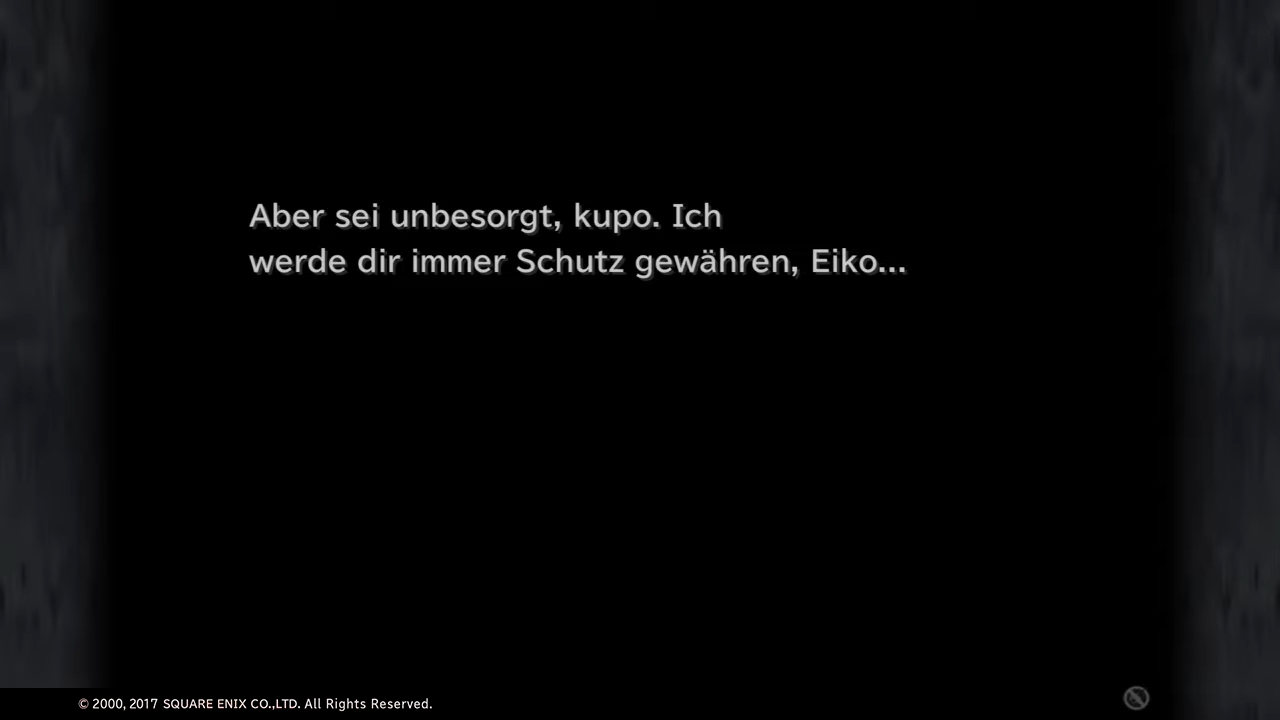 Aber sei unbesorgt, kupo. Ich
werde dir immer Schutz gewähren, Eiko...
© 2000, 2017 SQUARE ENIX CO.,LTD. All Rights Reserved.